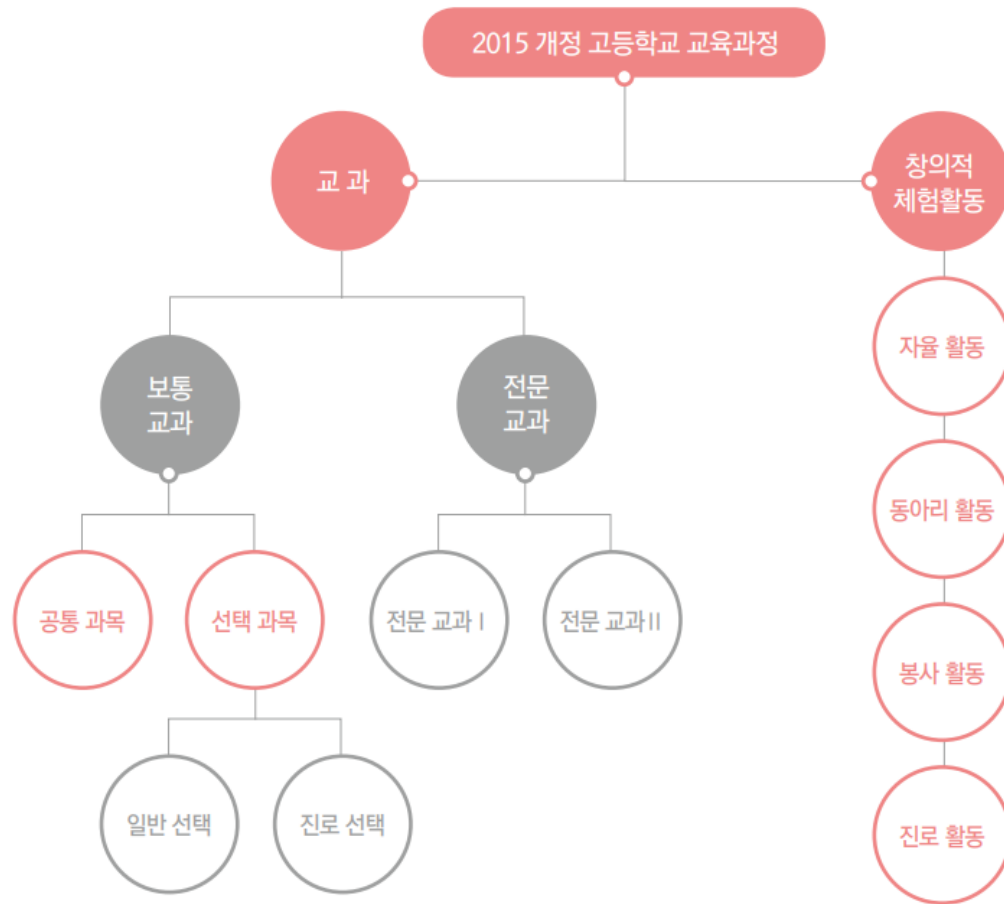 2015 개정 고등학교 교육과정
교 과
창의적
체험활동
자율 활동
보통
교과
전문
교과
동아리 활동
공통 과목
선택 과목
전문 교과 I
전문 교과 II
봉사 활동
일반 선택
진로 선택
진로 활동